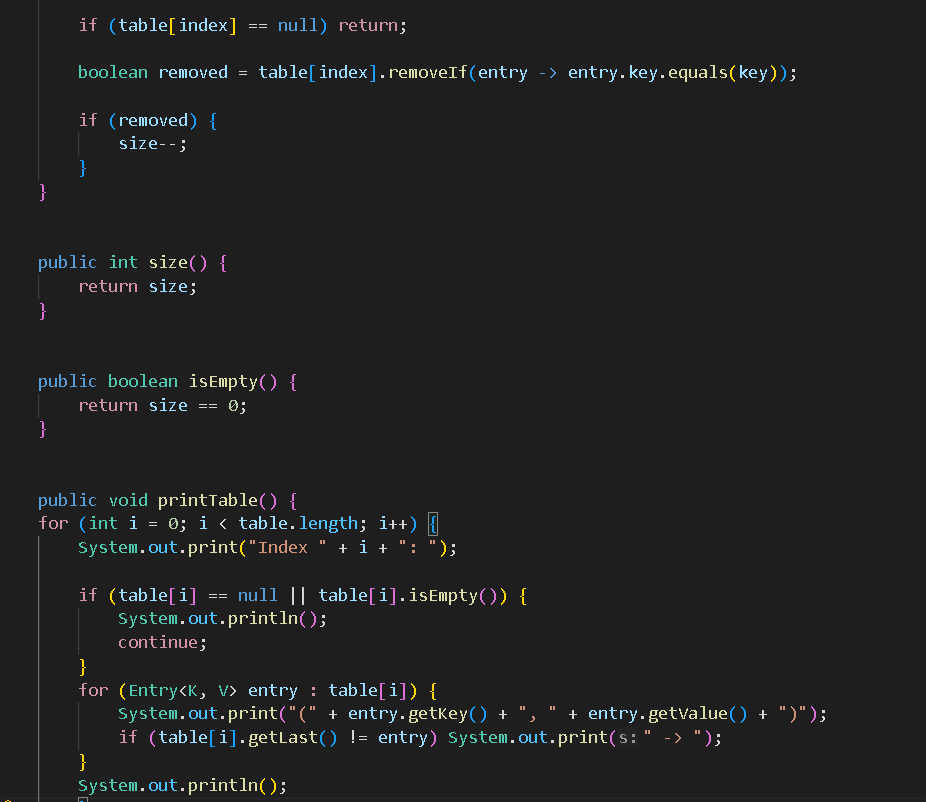 if (table[index] == null) return;
boolean removed = table[index].removeIf(entry -> entry.key.equals(key));
if (removed) {
size--;
}
}
public int size() {
return size;
}
public boolean isEmpty() {
return size == 0;
}
public void printTable() {
for (int i = 0; i < table.length; i++) {
System.out.print("Index " + i + ": ");
if (table[i] == null || table[i].isEmpty()) {
System.out.println();
continue;
}
for (Entry<K, V> entry : table[i]) {
System.out.print("(" + entry.getKey() + ", " + entry.getValue() + ")");
if (table[i].getLast() != entry) System.out.print(s: " -> ");
}
System.out.println();